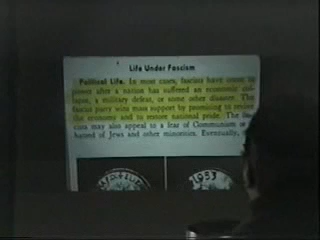 Life Under Fascism
Political Life. In most cases, fascists have come to
power after a nation has suffered an economic col-
lapse, a military defeat, or some other disaster. The
fascist party wins mass support by promising to revive
the economy and to restore national pride. The fas-
cists may also appeal to a fear of Communism or
hatred of Jews and other minorities. Eventually,
1933